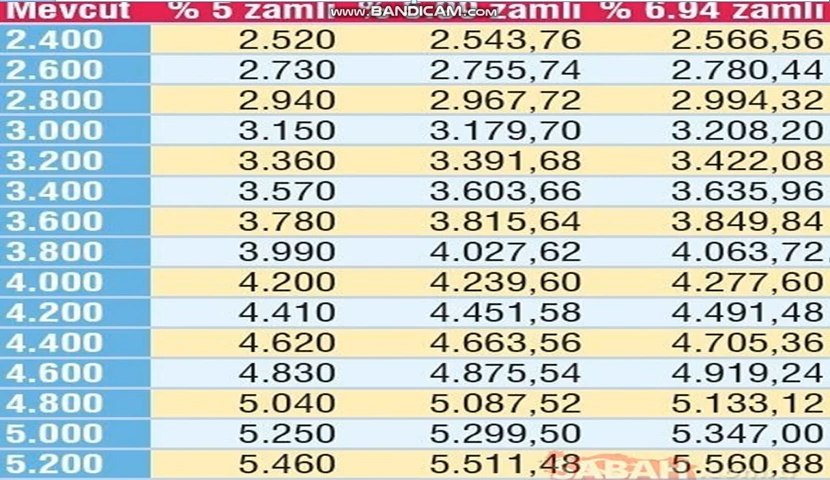 Mevcut % 5 zamlı % zamlı % 6.94 zamlı
www.BANDICAM.com
2.400 2.520 2.543,76 2.566,56
2.600 2.730 2.755,74 2.780,44
2.800 2.940 2.967,72 2.994,32
3.000 3.150 3.179,70 3.208,20
3.200 3.360 3.391,68 3.422,08
3.400 3.570 3.603,66 3.635,96
3.600 3.780 3.815,64 3.849,84
3.800 3.990 4.027,62 4.063,72
4.000 4.200 4.239,60 4.277,60
4.200 4.410 4.451,58 4.491,48
4.400 4.620 4.663,56 4.705,36
4.600 4.830 4.875,54 4.919,24
4.800 5.040 5.087,52 5.133,12
5.000 5.250 5.299,50 5.347,00
5.200 5.460 5.511,48 5.560,88
SABAH